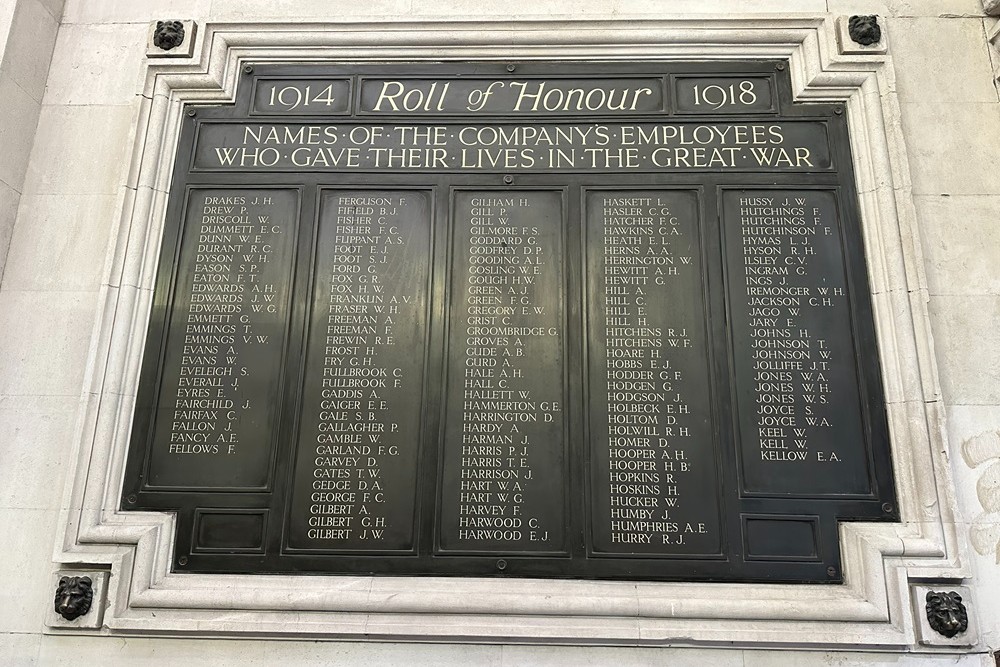 1914 Roll of Honour 1918
NAMES·OF·THE·COMPANY'S·EMPLOYEES
WHO·GAVE·THEIR·LIVES·IN·THE·GREAT·WAR
DRAKES J. H.
DREW P.
DRISCOLL W.
DUMMETT E. C.
DUNN W. E.
DURANT R. C.
DYSON W. H.
EASON S. P.
EATON F. T.
EDWARDS A. H.
EDWARDS J. W.
EDWARDS W. G.
EMMETT G.
EMMINGS T.
EMMINGS V. W.
EVANS A.
EVANS W.
EVELEIGH S.
EVERALL J.
EYRES E.
FAIRCHILD J.
FAIRFAX C.
FALLON J.
FANCY A. E.
FELLOWS F.
FERGUSON F.
FIFIELD B. J.
FISHER C.
FISHER F. C.
FLIPPANT A. S.
FOOT E. J.
FOOT S. J.
FORD G.
FOX G. R.
FOX H. W.
FRANKLIN A. V.
FRASER W. H.
FREEMAN A.
FREEMAN F.
FREWIN R. E.
FROST H.
FRY G. H.
FULLBROOK C.
FULLBROOK F.
GADDIS A.
GAIGER E. E.
GALE S. B.
GALLAGHER P.
GAMBLE W.
GARLAND F. G.
GARVEY D.
GATES T. W.
GEDGE D. A.
GEORGE F. C.
GILBERT A.
GILBERT G. H.
GILBERT J. W.
GILHAM H.
GILL P.
GILL W.
GILMORE F. S.
GODDARD G.
GODFREY D. P.
GOODING A. L.
GOSLING W. E.
GOUGH H. W.
GREEN A. J.
GREEN F. G.
GREGORY E. W.
GRIST C.
GROOMBRIDGE G.
GROVES A.
GUDE A. B.
GURD A.
HALE A. H.
HALL C.
HALLETT W.
HAMMERTON G. E.
HARRINGTON D.
HARDY A.
HARMAN J.
HARRIS P. J.
HARRIS T. E.
HARRISON J.
HART W. A.
HART W. G.
HARVEY F.
HARWOOD C.
HARWOOD E. J.
HASKETT L.
HASLER C. G.
HATCHER F. C.
HAWKINS C. A.
HEATH E. L.
HERNS A. A.
HERRINGTON W.
HEWITT A. H.
HEWITT G.
HILL A.
HILL C.
HILL E.
HILL H.
HITCHENS R. J.
HITCHENS W. F.
HOARE H.
HOBBS E. J.
HODDER G. F.
HODGEN G.
HODGSON J.
HOLBECK E. H.
HOLTOM D.
HOLWILL R. H.
HOMER D.
HOOPER A. H.
HOOPER H. B.
HOPKINS R.
HOSKINS H.
HUCKER W.
HUMBY J.
HUMPHRIES A. E.
HURRY R. J.
HUSSY J. W.
HUTCHINGS F.
HUTCHINGS F.
HUTCHINSON F.
HYMAS L. J.
HYSON R. H.
ILSLEY C. V.
INGRAM G.
INGS J.
IREMONGER W. H.
JACKSON C. H.
JAGO W.
JARY E.
JOHNS H.
JOHNSON T.
JOHNSON W.
JOLLIFFE J. T.
JONES W. A.
JONES W. H.
JONES W. S.
JOYCE S.
JOYCE W. A.
KEEL W.
KELL W.
KELLOW E. A.